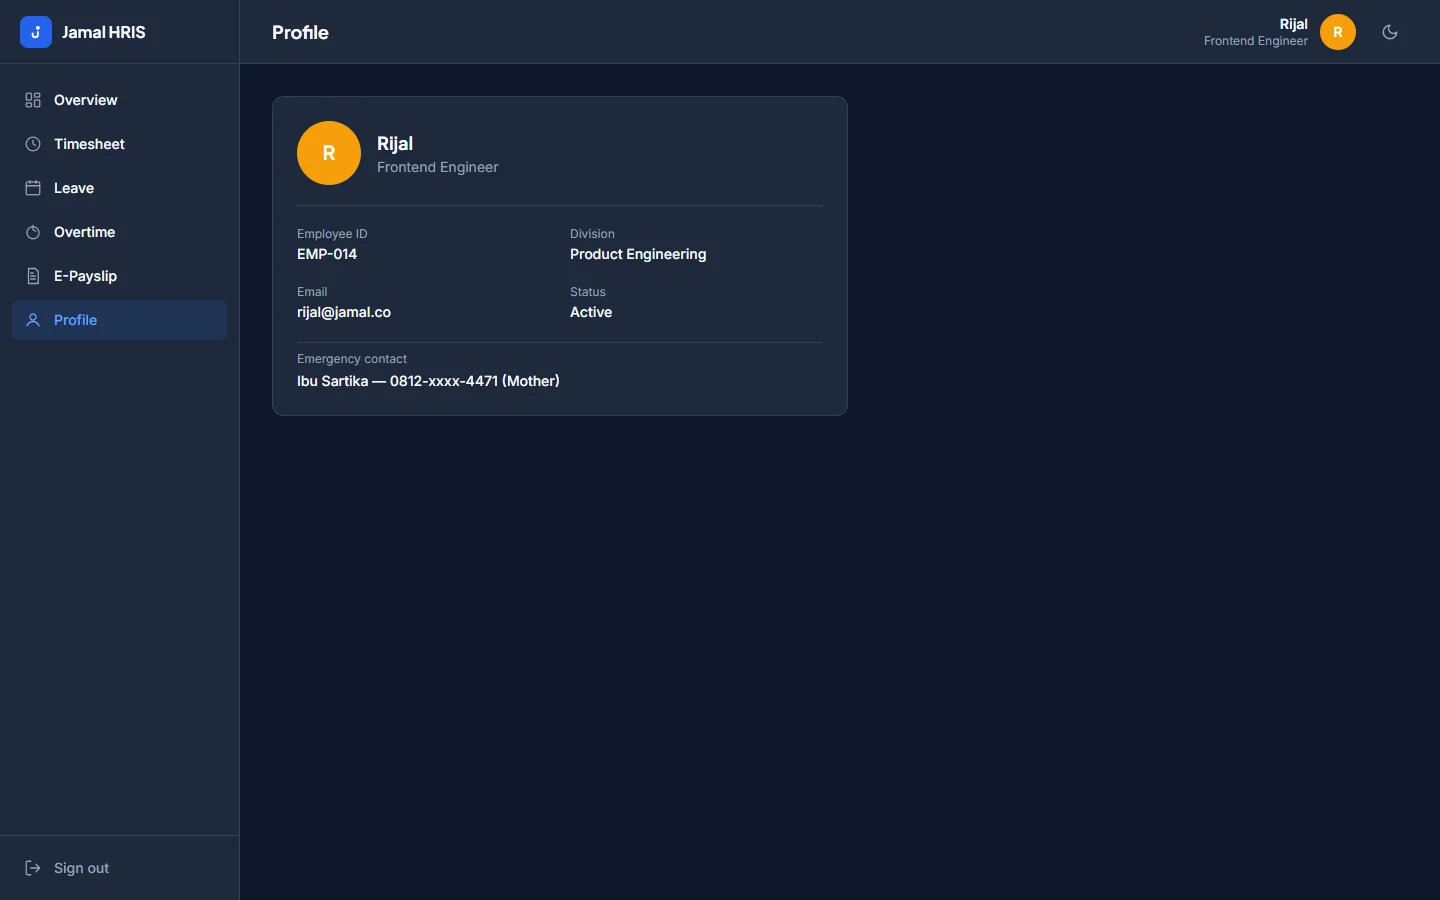 J
Jamal HRIS
Overview
Timesheet
Leave
Overtime
E-Payslip
Profile
Sign out
Profile
Rijal
Frontend Engineer
R
R
Rijal
Frontend Engineer
Employee ID
EMP-014
Division
Product Engineering
Email
rijal@jamal.co
Status
Active
Emergency contact
Ibu Sartika — 0812-xxxx-4471 (Mother)